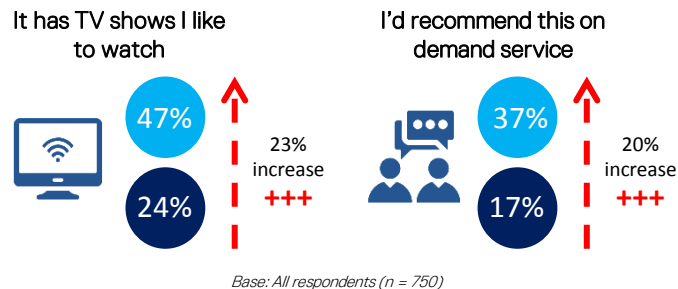 It has TV shows I like
to watch
47%
24%
23%
increase
+++
I'd recommend this on
demand service
37%
17%
20%
increase
+++
Base: All respondents (n = 750)